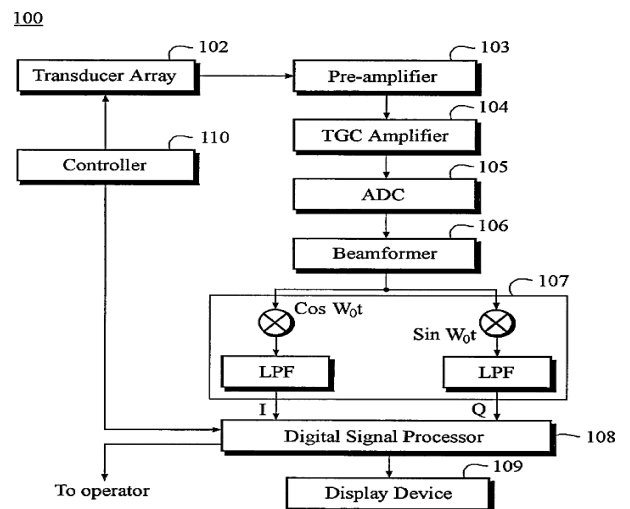 100
102
Transducer Array
103
Pre-amplifier
104
TGC Amplifier
110
Controller
105
ADC
106
Beamformer
107
Cos W₀t
Sin W₀t
LPF
LPF
I
Q
Digital Signal Processor
108
To operator
109
Display Device